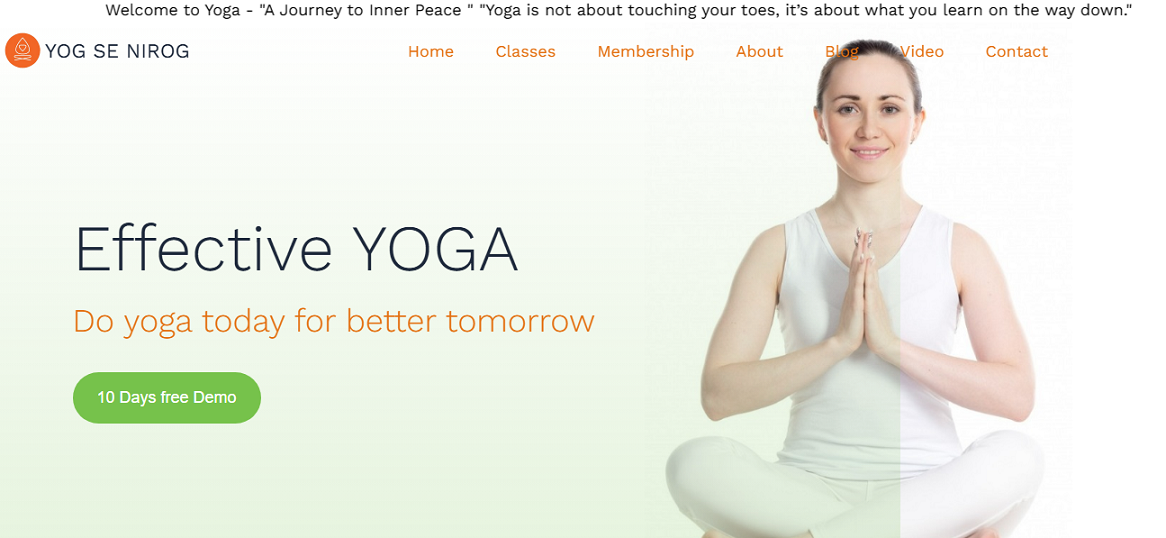 Welcome to Yoga - "A Journey to Inner Peace " "Yoga is not about touching your toes, it’s about what you learn on the way down."
YOG SE NIROG
Home Classes Membership About Blog Video Contact
Effective YOGA
Do yoga today for better tomorrow
10 Days free Demo